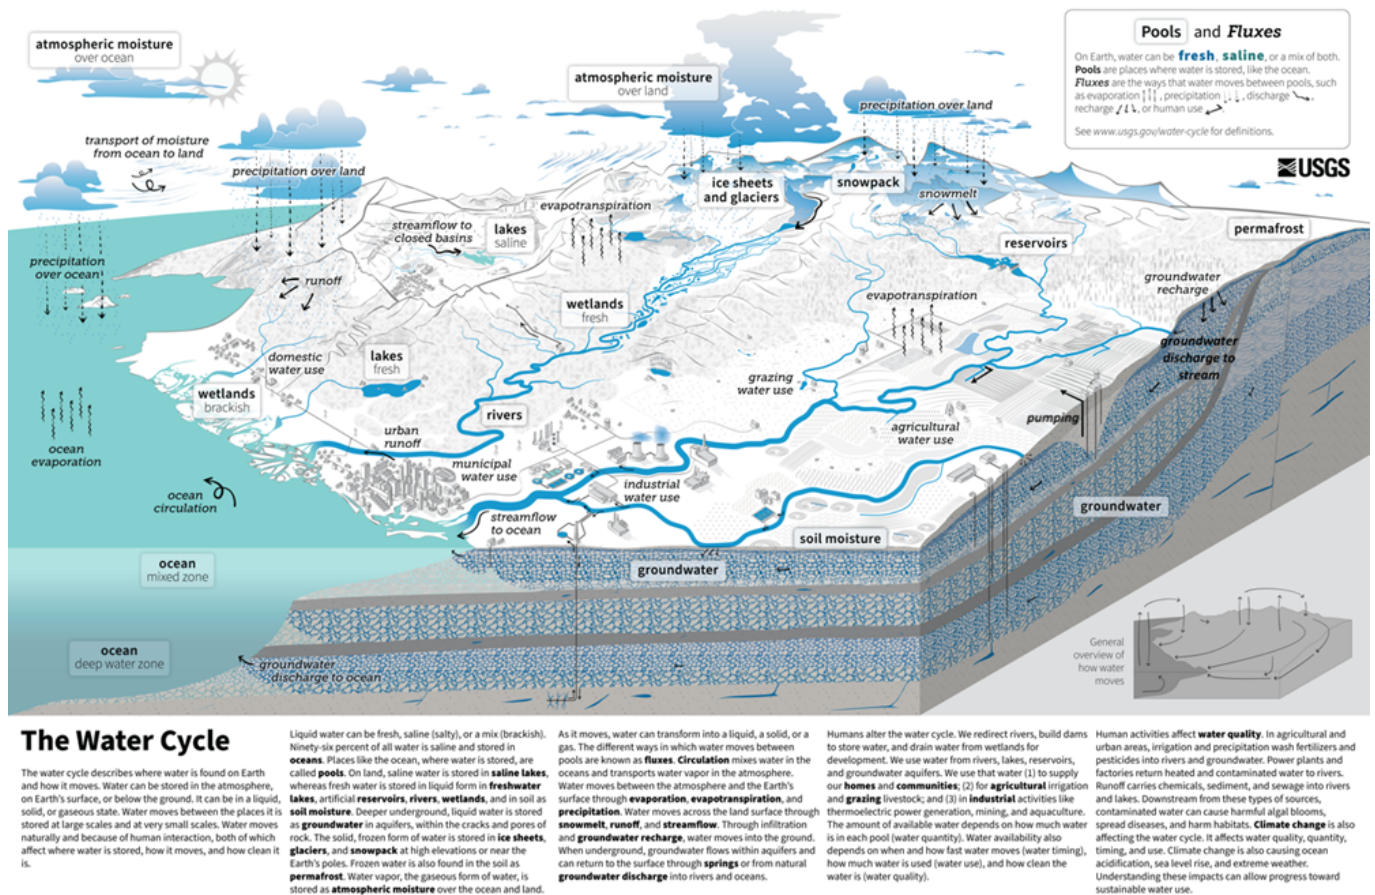 atmospheric moisture
over ocean
transport of moisture
from ocean to land
precipitation over land
precipitation
over ocean
ocean
evaporation
ocean
circulation
ocean
mixed zone
ocean
deep water zone
groundwater
discharge to ocean
atmospheric moisture
over land
precipitation over land
ice sheets
and glaciers
snowpack
snowmelt
evapotranspiration
streamflow to
closed basins
lakes
saline
runoff
wetlands
fresh
reservoirs
permafrost
groundwater
recharge
groundwater
discharge to
stream
evapotranspiration
domestic
water use
lakes
fresh
wetlands
brackish
rivers
grazing
water use
pumping
agricultural
water use
urban
runoff
municipal
water use
industrial
water use
streamflow
to ocean
soil moisture
groundwater
groundwater
General
overview of
how water
moves
Pools and Fluxes
On Earth, water can be fresh, saline, or a mix of both.
Pools are places where water is stored, like the ocean.
Fluxes are the ways that water moves between pools, such
as evaporation , precipitation , discharge ,
recharge , or human use .
See www.usgs.gov/water-cycle for definitions.
USGS
The Water Cycle
The water cycle describes where water is found on Earth
and how it moves. Water can be stored in the atmosphere,
on Earth's surface, or below the ground. It can be in a liquid,
solid, or gaseous state. Water moves between the places it is
stored at large scales and at very small scales. Water moves
naturally and because of human interaction, both of which
affect where water is stored, how it moves, and how clean it
is.
Liquid water can be fresh, saline (salty), or a mix (brackish).
Ninety-six percent of all water is saline and stored in
oceans. Places like the ocean, where water is stored, are
called pools. On land, saline water is stored in saline lakes,
whereas fresh water is stored in liquid form in freshwater
lakes, artificial reservoirs, rivers, wetlands, and in soil as
soil moisture. Deeper underground, liquid water is stored
as groundwater in aquifers, within the cracks and pores of
rock. The solid, frozen form of water is stored in ice sheets,
glaciers, and snowpack at high elevations or near the
Earth's poles. Frozen water is also found in the soil as
permafrost. Water vapor, the gaseous form of water, is
stored as atmospheric moisture over the ocean and land.
As it moves, water can transform into a liquid, a solid, or a
gas. The different ways in which water moves between
pools are known as fluxes. Circulation mixes water in the
oceans and transports water vapor in the atmosphere.
Water moves between the atmosphere and the Earth's
surface through evaporation, evapotranspiration, and
precipitation. Water moves across the land surface through
snowmelt, runoff, and streamflow. Through infiltration
and groundwater recharge, water moves into the ground.
When underground, groundwater flows within aquifers and
can return to the surface through springs or from natural
groundwater discharge into rivers and oceans.
Humans alter the water cycle. We redirect rivers, build dams
to store water, and drain water from wetlands for
development. We use water from rivers, lakes, reservoirs,
and groundwater aquifers. We use that water (1) to supply
our homes and communities; (2) for agricultural irrigation
and grazing livestock; and (3) in industrial activities like
thermoelectric power generation, mining, and aquaculture.
The amount of available water depends on how much water
is in each pool (water quantity). Water availability also
depends on when and how fast water moves (water timing),
how much water is used (water use), and how clean the
water is (water quality).
Human activities affect water quality. In agricultural and
urban areas, irrigation and precipitation wash fertilizers and
pesticides into rivers and groundwater. Power plants and
factories return heated and contaminated water to rivers.
Runoff carries chemicals, sediment, and sewage into rivers
and lakes. Downstream from these types of sources,
contaminated water can cause harmful algal blooms,
spread diseases, and harm habitats. Climate change is also
affecting the water cycle. It affects water quality, quantity,
timing, and use. Climate change is also causing ocean
acidification, sea level rise, and extreme weather.
Understanding these impacts can allow progress toward
sustainable water use.